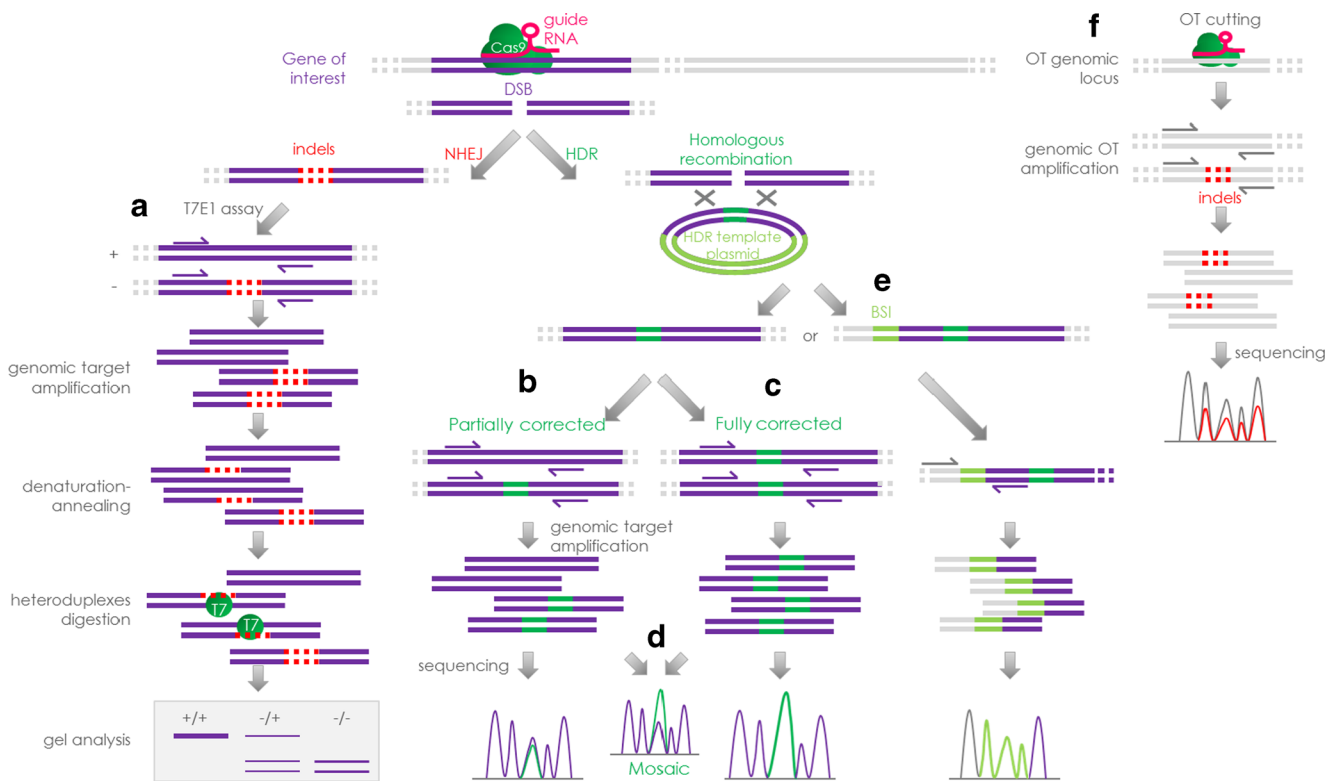 f
OT cutting
guide
RNA
Cas9
Gene of
interest
OT genomic
locus
DSB
indels
NHEJ
HDR
Homologous
recombination
genomic OT
amplification
indels
a
T7E1 assay
+
-
HDR template
plasmid
e
BSI
or
sequencing
genomic target
amplification
b
c
Partially corrected
Fully corrected
denaturation-
annealing
genomic target
amplification
heteroduplexes
digestion
T7
T7
d
sequencing
+/+
-/+
-/-
gel analysis
Mosaic